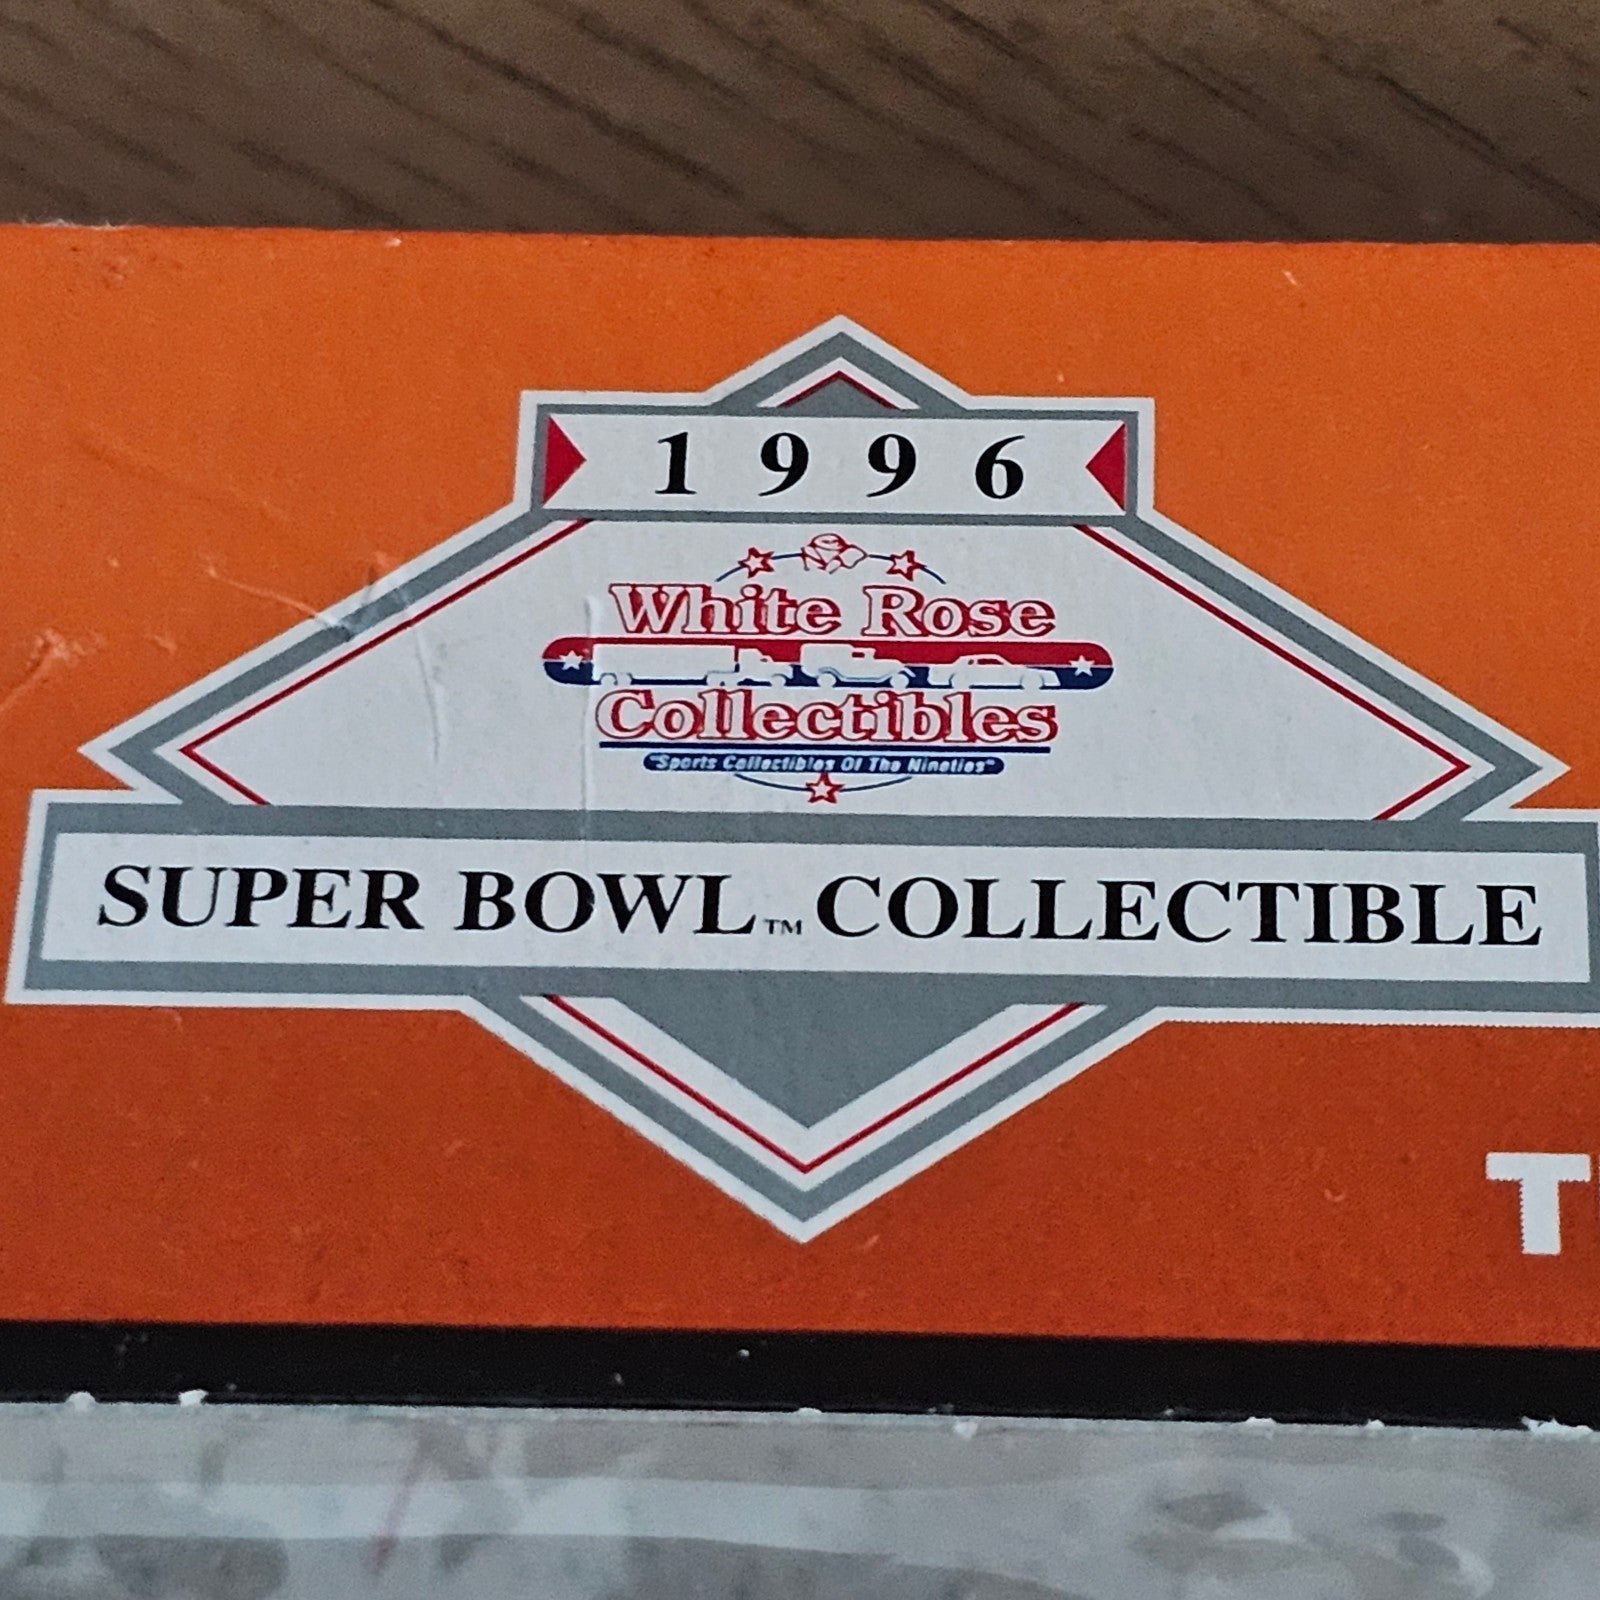 1996
White Rose
Collectibles
"Sports Collectibles Of The Nineties"
SUPER BOWL™ COLLECTIBLE
T